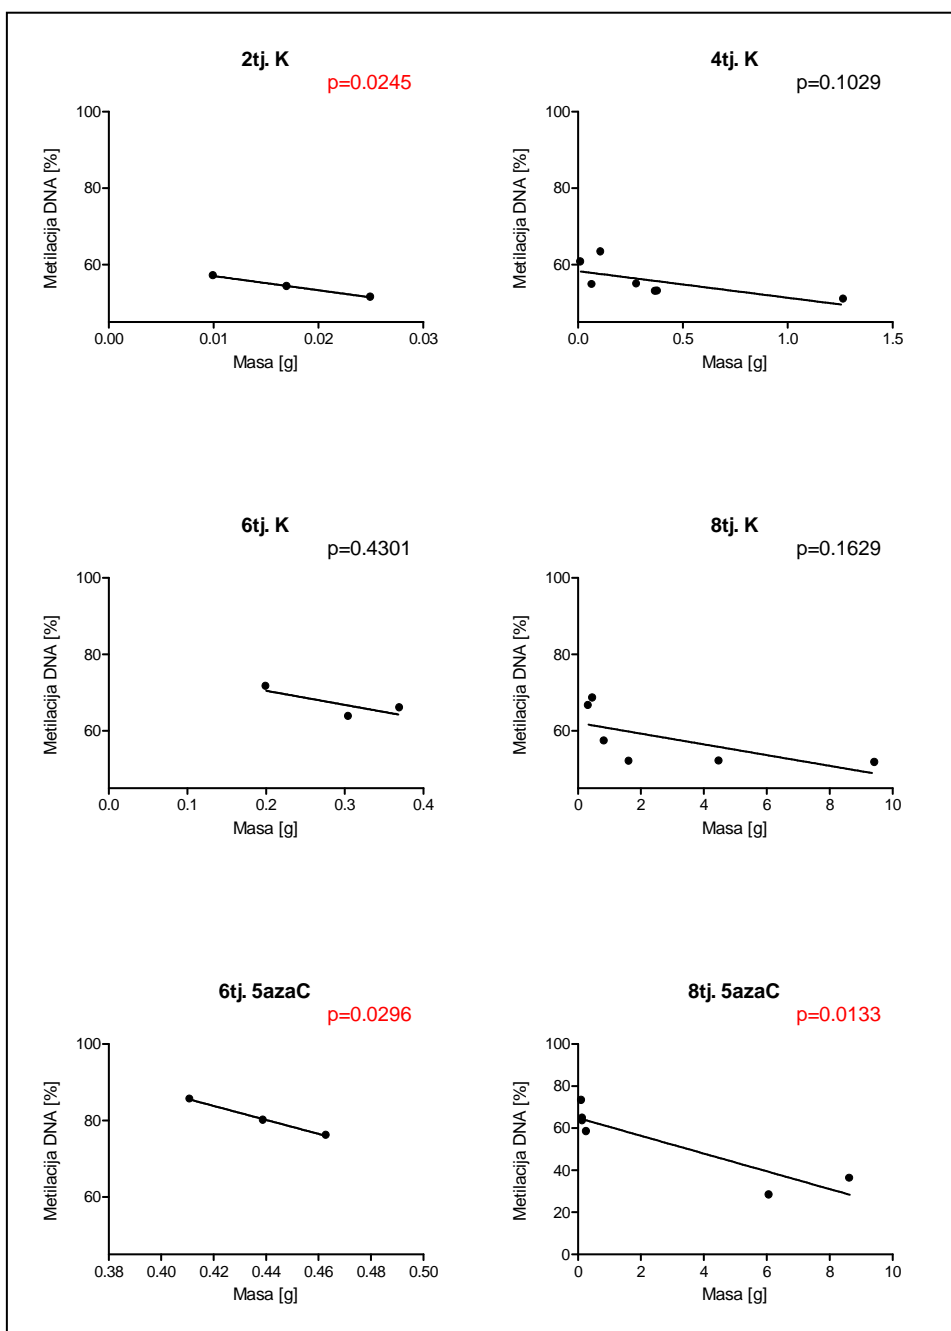 2tj. K
p=0.0245
100
80
60
Metilacija DNA [%]
0.00 0.01 0.02 0.03
Masa [g]
4tj. K
p=0.1029
100
80
60
Metilacija DNA [%]
0.0 0.5 1.0 1.5
Masa [g]
6tj. K
p=0.4301
100
80
60
Metilacija DNA [%]
0.0 0.1 0.2 0.3 0.4
Masa [g]
8tj. K
p=0.1629
100
80
60
Metilacija DNA [%]
0 2 4 6 8 10
Masa [g]
6tj. 5azaC
p=0.0296
100
80
60
Metilacija DNA [%]
0.38 0.40 0.42 0.44 0.46 0.48 0.50
Masa [g]
8tj. 5azaC
p=0.0133
100
80
60
40
20
0
Metilacija DNA [%]
0 2 4 6 8 10
Masa [g]